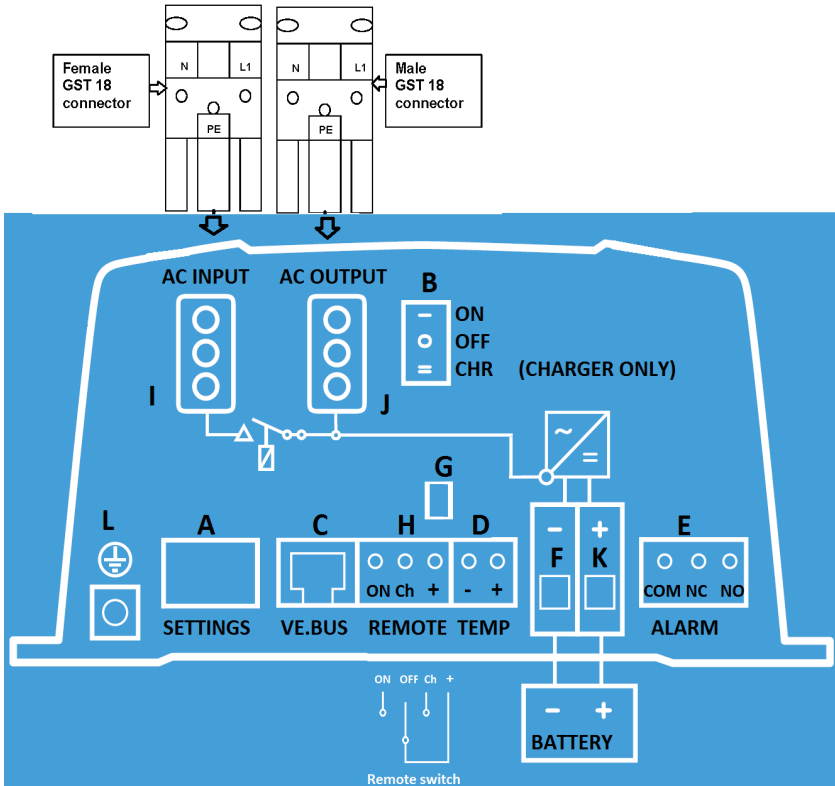 N L1
N L1
Female
GST 18
connector
Male
GST 18
connector
PE
PE
AC INPUT
AC OUTPUT
B
– ON
OFF
= CHR (CHARGER ONLY)
I
J
~
=
G
L
A
C
H
D
– +
E
F
K
ON Ch +
- +
COM NC NO
SETTINGS
VE.BUS
REMOTE
TEMP
ALARM
ON OFF Ch +
– +
BATTERY
Remote switch